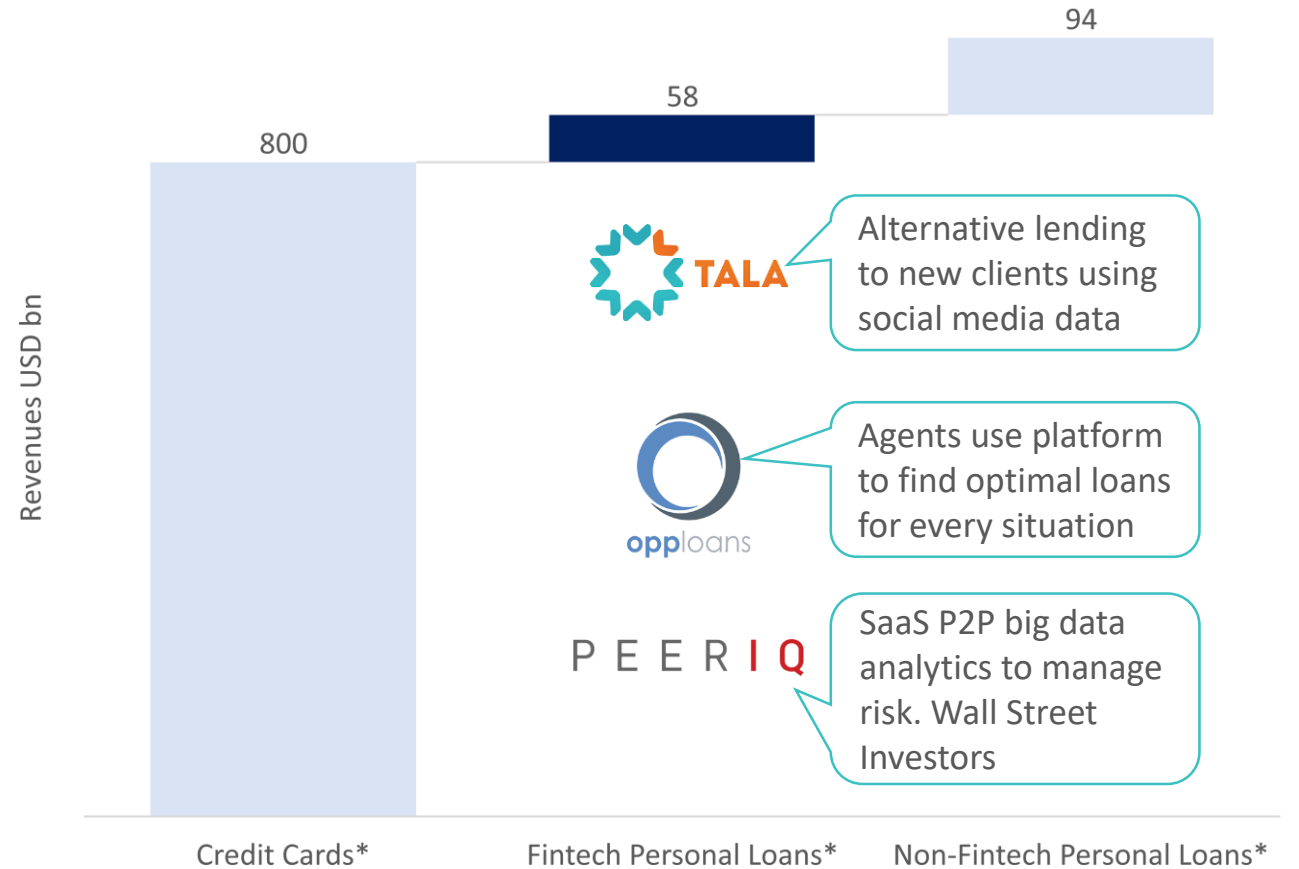 94
58
800
Revenues USD bn
TALA
Alternative lending
to new clients using
social media data
opploans
Agents use platform
to find optimal loans
for every situation
PEERIQ
SaaS P2P big data
analytics to manage
risk. Wall Street
Investors
Credit Cards*
Fintech Personal Loans*
Non-Fintech Personal Loans*